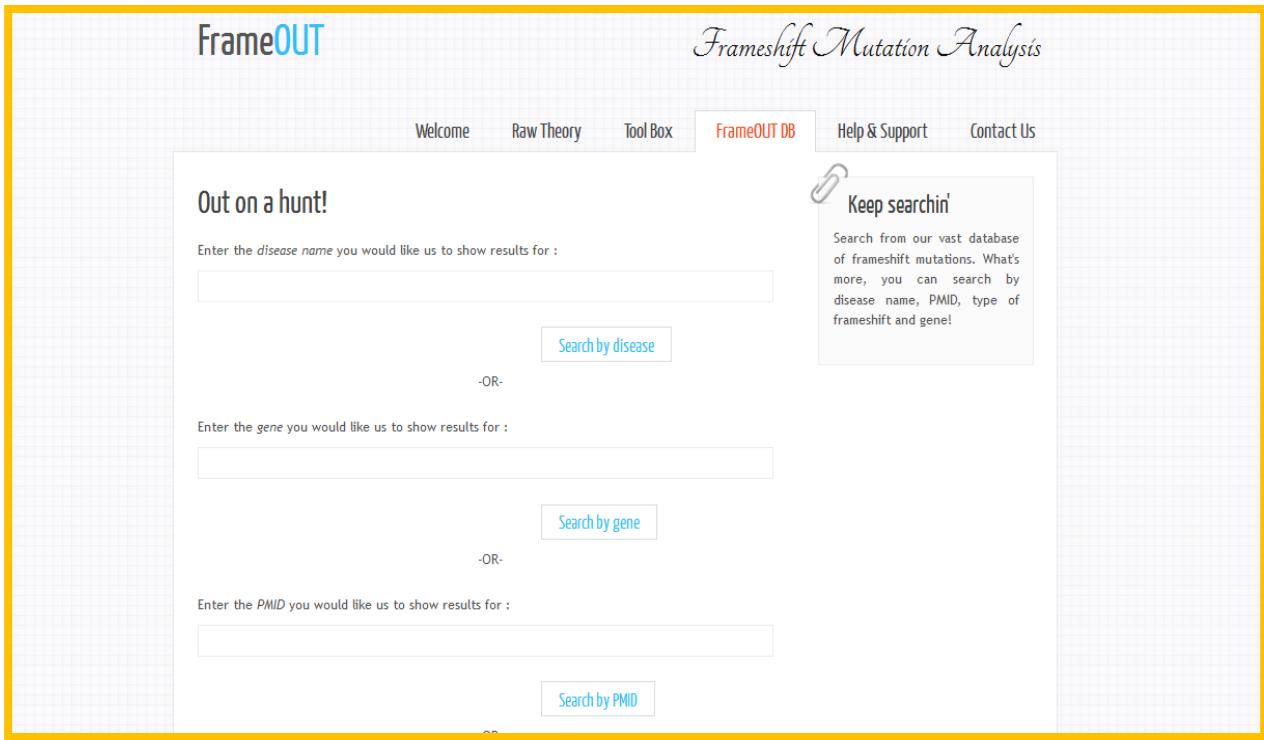 FrameOUT
Frameshift Mutation Analysis
Welcome Raw Theory Tool Box FrameOUT DB Help & Support Contact Us
Out on a hunt!
Enter the disease name you would like us to show results for :
Search by disease
-OR-
Enter the gene you would like us to show results for :
Search by gene
-OR-
Enter the PMID you would like us to show results for :
Search by PMID
Keep searchin'
Search from our vast database
of frameshift mutations. What's
more, you can search by
disease name, PMID, type of
frameshift and gene!